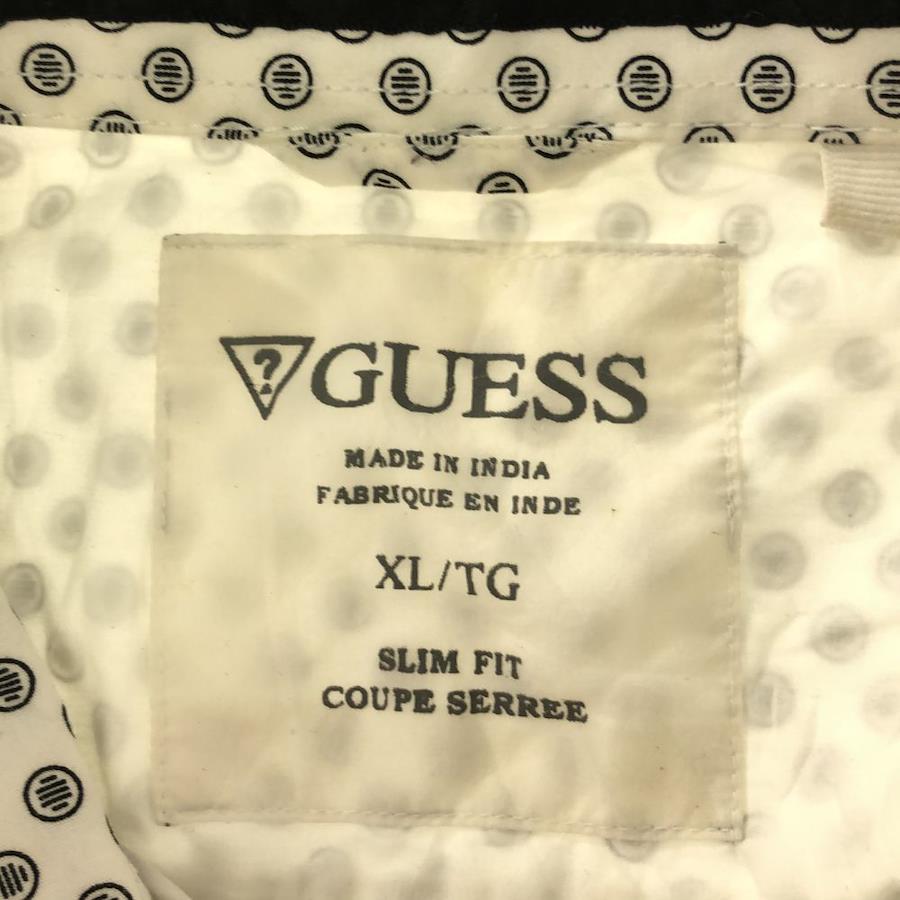 ? GUESS
MADE IN INDIA
FABRIQUE EN INDE
XL/TG
SLIM FIT
COUPE SERREE